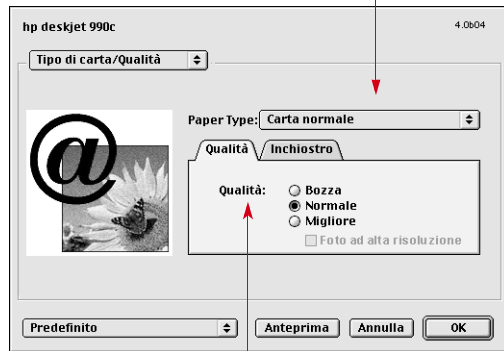 hp deskjet 990c 4.0b04
Tipo di carta/Qualità
Paper Type: Carta normale
Qualità Inchiostro
Qualità: Bozza
Normale
Migliore
Foto ad alta risoluzione
@
Predefinito Anteprima Annulla OK